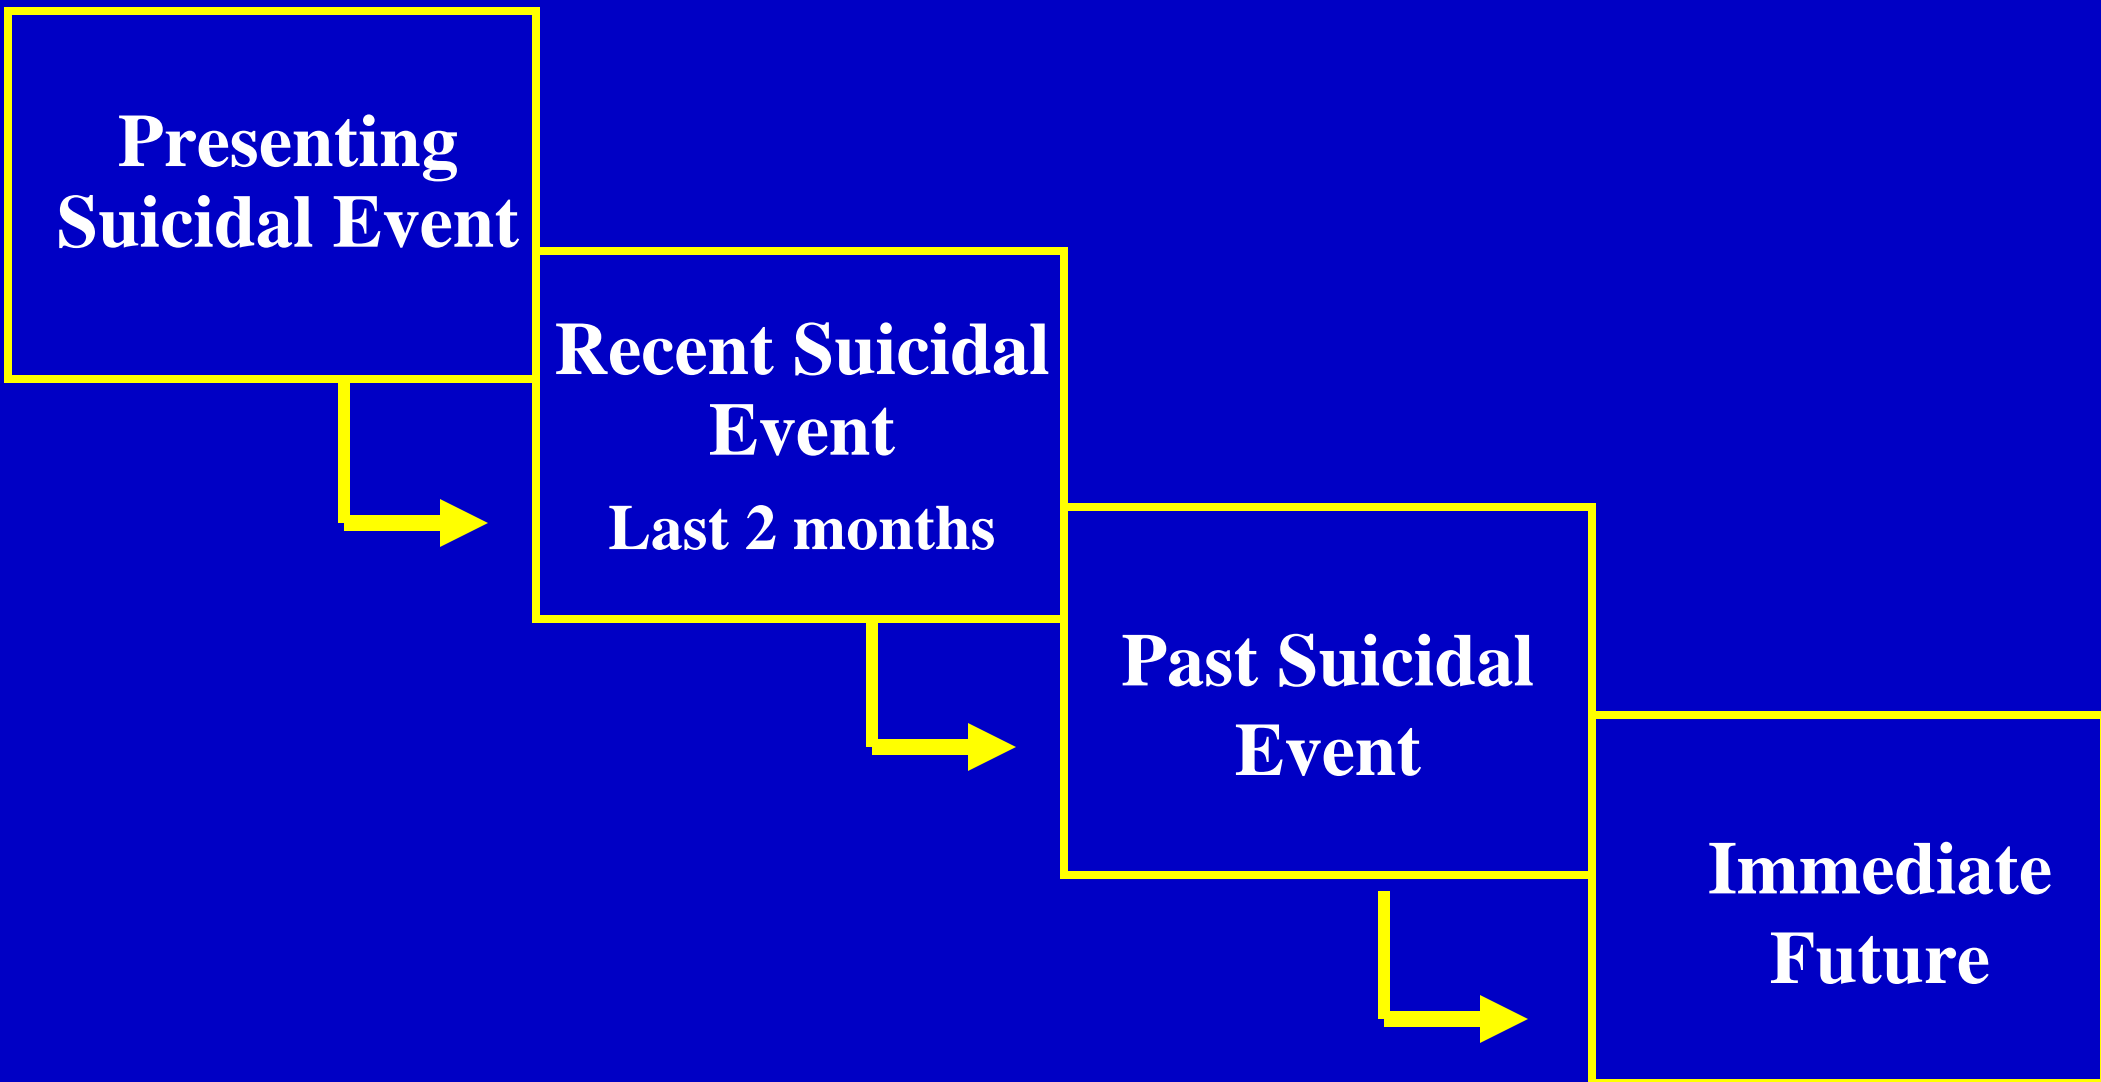 Presenting
Suicidal Event
Recent Suicidal
Event
Last 2 months
Past Suicidal
Event
Immediate
Future